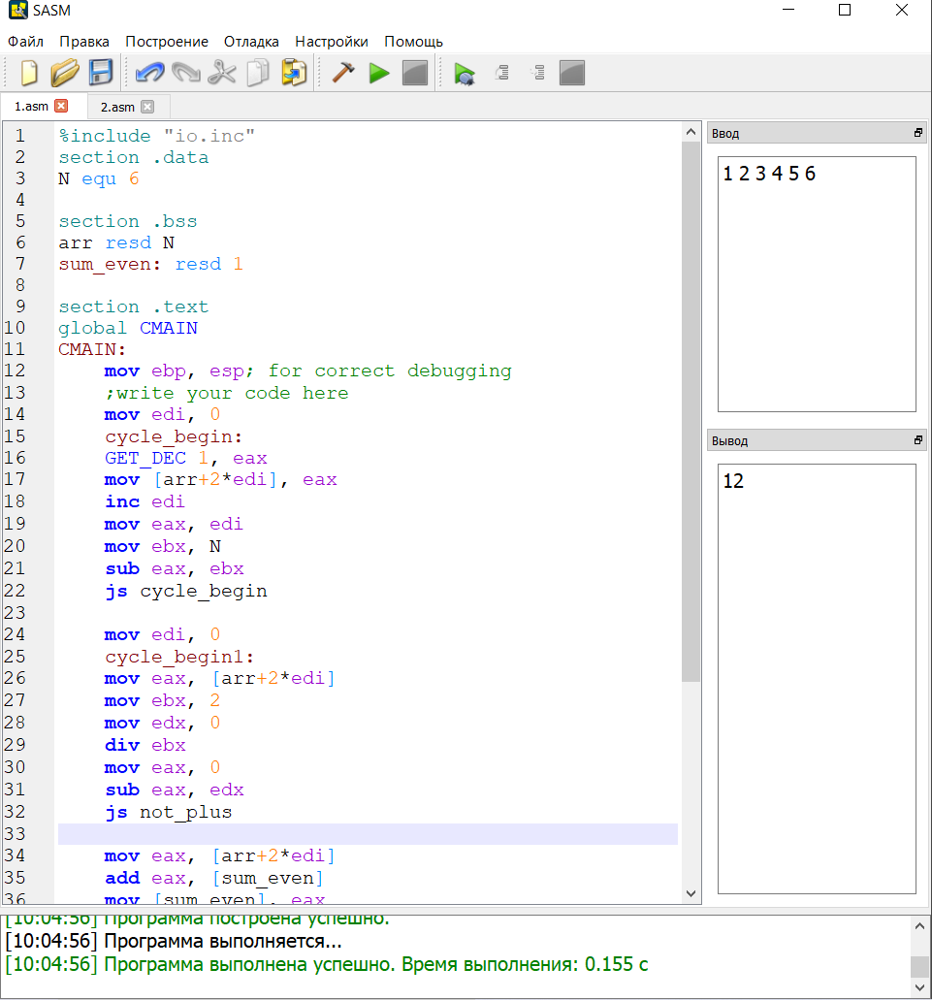 SASM
Файл Правка Построение Отладка Настройки Помощь
1.asm 2.asm
1 %include "io.inc"
2 section .data
3 N equ 6
4
5 section .bss
6 arr resd N
7 sum_even: resd 1
8
9 section .text
10 global CMAIN
11 CMAIN:
12 mov ebp, esp; for correct debugging
13 ;write your code here
14 mov edi, 0
15 cycle_begin:
16 GET_DEC 1, eax
17 mov [arr+2*edi], eax
18 inc edi
19 mov eax, edi
20 mov ebx, N
21 sub eax, ebx
22 js cycle_begin
23
24 mov edi, 0
25 cycle_begin1:
26 mov eax, [arr+2*edi]
27 mov ebx, 2
28 mov edx, 0
29 div ebx
30 mov eax, 0
31 sub eax, edx
32 js not_plus
33
34 mov eax, [arr+2*edi]
35 add eax, [sum_even]
36 mov [sum_even], eax
Ввод
1 2 3 4 5 6
Вывод
12
[10:04:56] Программа построена успешно.
[10:04:56] Программа выполняется...
[10:04:56] Программа выполнена успешно. Время выполнения: 0.155 с